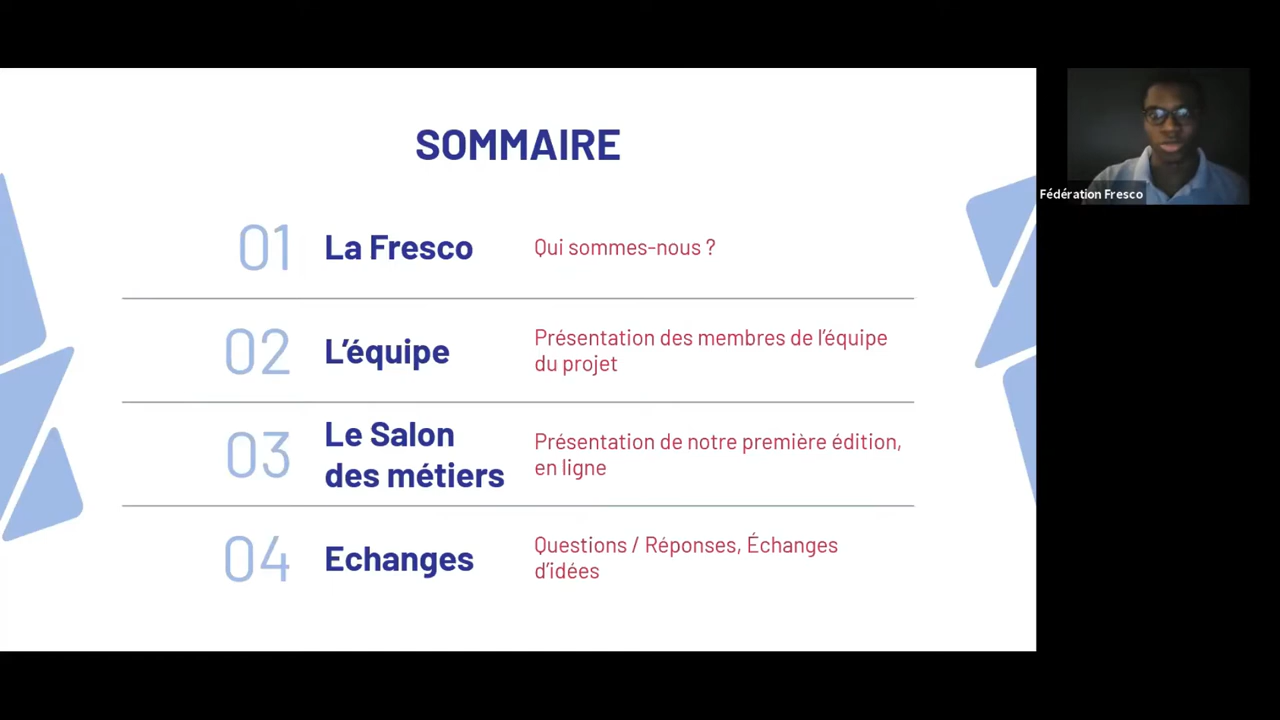 SOMMAIRE
01 La Fresco Qui sommes-nous ?
02 L'équipe Présentation des membres de l'équipe
du projet
03 Le Salon
des métiers
Présentation de notre première édition,
en ligne
04 Echanges Questions / Réponses, Échanges
d'idées
Fédération Fresco